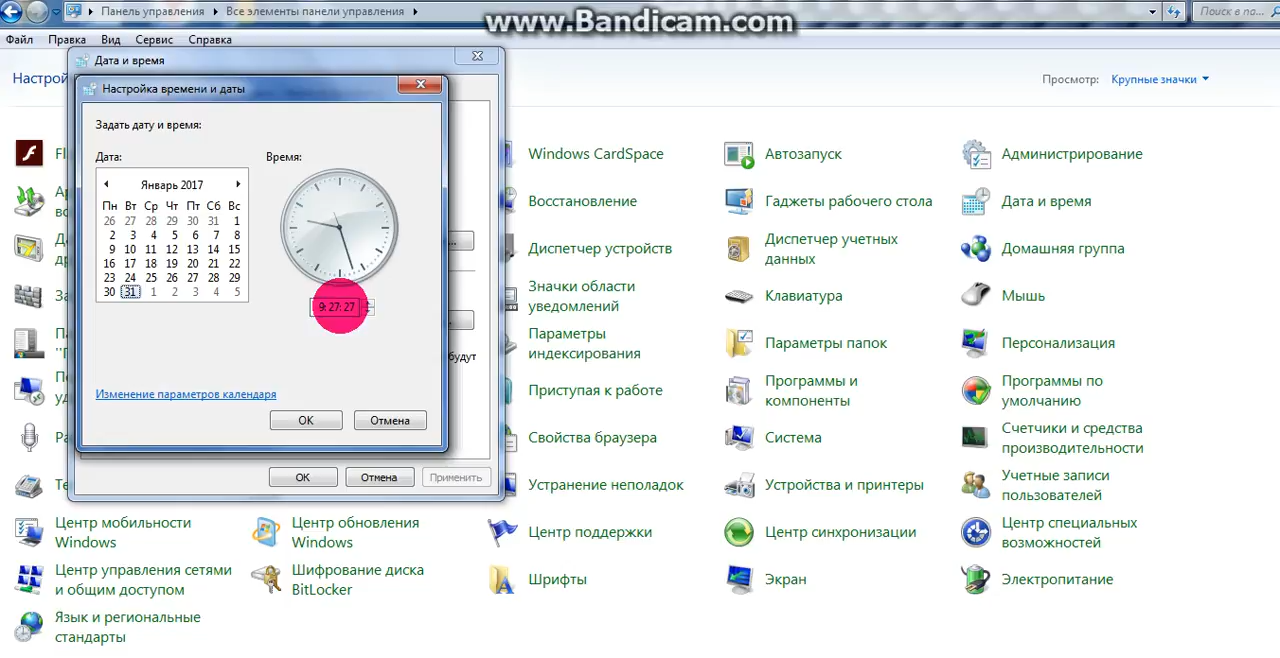 Панель управления
Все элементы панели управления
Поиск в па...
www.Bandicam.com
Файл Правка Вид Сервис Справка
Дата и время
Настрой
Просмотр: Крупные значки
Настройка времени и даты
Задать дату и время:
Дата: Время:
Январь 2017
Пн Вт Ср Чт Пт Сб Вс
26 27 28 29 30 31 1
2 3 4 5 6 7 8
9 10 11 12 13 14 15
16 17 18 19 20 21 22
23 24 25 26 27 28 29
30 31 1 2 3 4 5
9: 27: 27
будут
Изменение параметров календаря
ОК Отмена
ОК Отмена Применить
Windows CardSpace
Автозапуск
Администрирование
Восстановление
Гаджеты рабочего стола
Дата и время
Диспетчер устройств
Диспетчер учетных
данных
Домашняя группа
Значки области
уведомлений
Клавиатура
Мышь
Параметры
индексирования
Параметры папок
Персонализация
Приступая к работе
Программы и
компоненты
Программы по
умолчанию
Свойства браузера
Система
Счетчики и средства
производительности
Устранение неполадок
Устройства и принтеры
Учетные записи
пользователей
Центр мобильности
Windows
Центр обновления
Windows
Центр поддержки
Центр синхронизации
Центр специальных
возможностей
Центр управления сетями
и общим доступом
Шифрование диска
BitLocker
Шрифты
Экран
Электропитание
Язык и региональные
стандарты